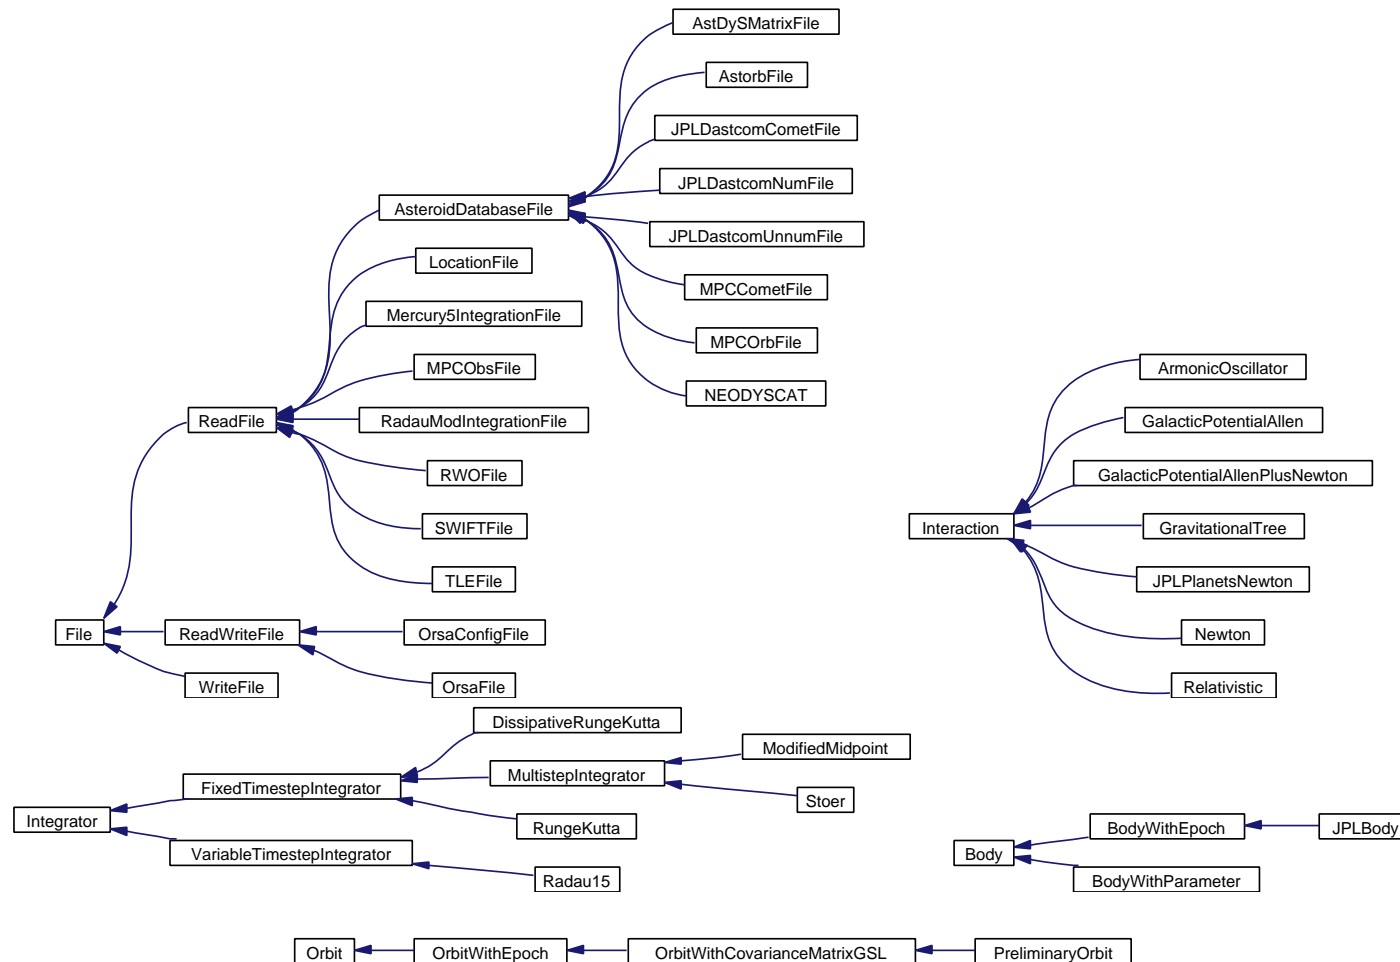 AstDySMatrixFile
AstorbFile
JPLDastcomCometFile
JPLDastcomNumFile
AsteroidDatabaseFile
JPLDastcomUnnumFile
LocationFile
MPCCometFile
Mercury5IntegrationFile
MPCOrbFile
MPCObsFile
NEODYSCAT
ReadFile
RadauModIntegrationFile
RWOFile
SWIFTFile
TLEFile
File
ReadWriteFile
OrsaConfigFile
WriteFile
OrsaFile
ArmonicOscillator
GalacticPotentialAllen
GalacticPotentialAllenPlusNewton
Interaction
GravitationalTree
JPLPlanetsNewton
Newton
Relativistic
DissipativeRungeKutta
ModifiedMidpoint
FixedTimestepIntegrator
MultistepIntegrator
Stoer
Integrator
RungeKutta
VariableTimestepIntegrator
Radau15
BodyWithEpoch
JPLBody
Body
BodyWithParameter
Orbit
OrbitWithEpoch
OrbitWithCovarianceMatrixGSL
PreliminaryOrbit